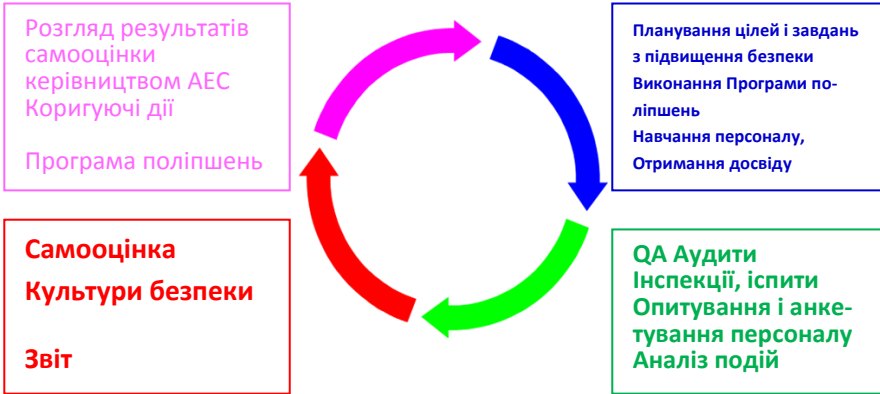 Розгляд результатів
самооцінки
керівництвом АЕС
Коригуючі дії
Програма поліпшень
Планування цілей і завдань
з підвищення безпеки
Виконання Програми по-
ліпшень
Навчання персоналу,
Отримання досвіду
Самооцінка
Культури безпеки
Звіт
QA Аудити
Інспекції, іспити
Опитування і анке-
тування персоналу
Аналіз подій